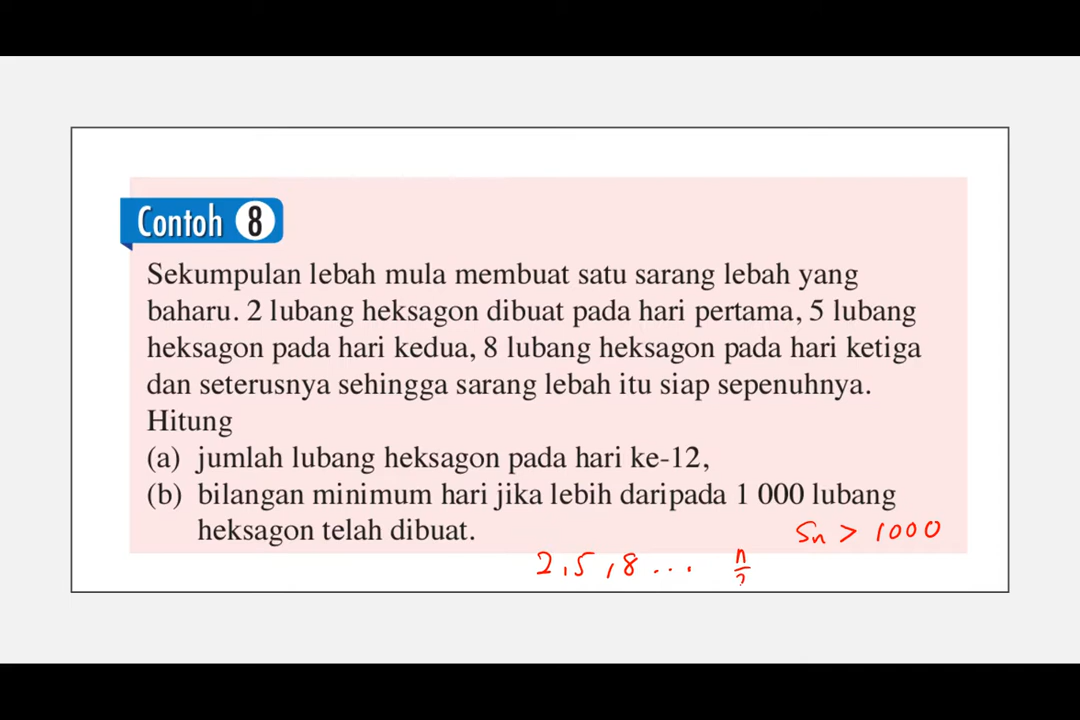 Contoh 8
Sekumpulan lebah mula membuat satu sarang lebah yang
baharu. 2 lubang heksagon dibuat pada hari pertama, 5 lubang
heksagon pada hari kedua, 8 lubang heksagon pada hari ketiga
dan seterusnya sehingga sarang lebah itu siap sepenuhnya.
Hitung
(a) jumlah lubang heksagon pada hari ke-12,
(b) bilangan minimum hari jika lebih daripada 1 000 lubang
heksagon telah dibuat.
Sn > 1000
2, 5, 8 ... n/2